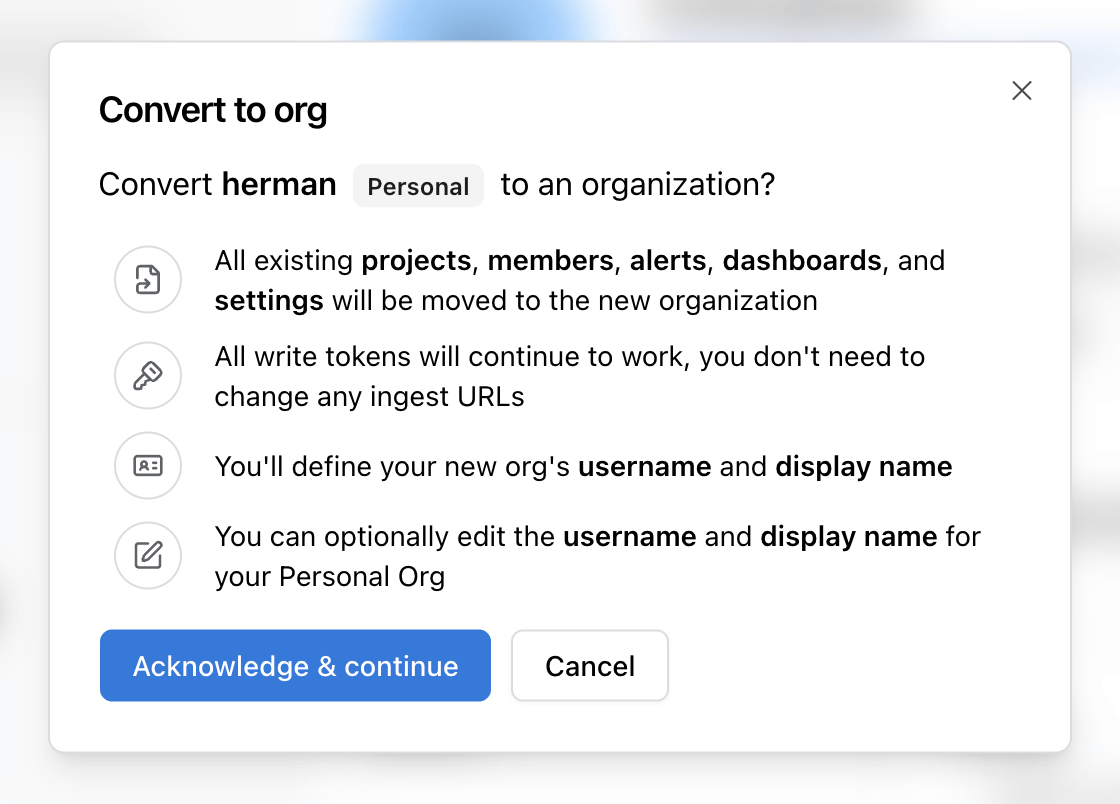 Convert to org
Convert herman Personal to an organization?
All existing projects, members, alerts, dashboards, and
settings will be moved to the new organization
All write tokens will continue to work, you don't need to
change any ingest URLs
You'll define your new org's username and display name
You can optionally edit the username and display name for
your Personal Org
Acknowledge & continue
Cancel